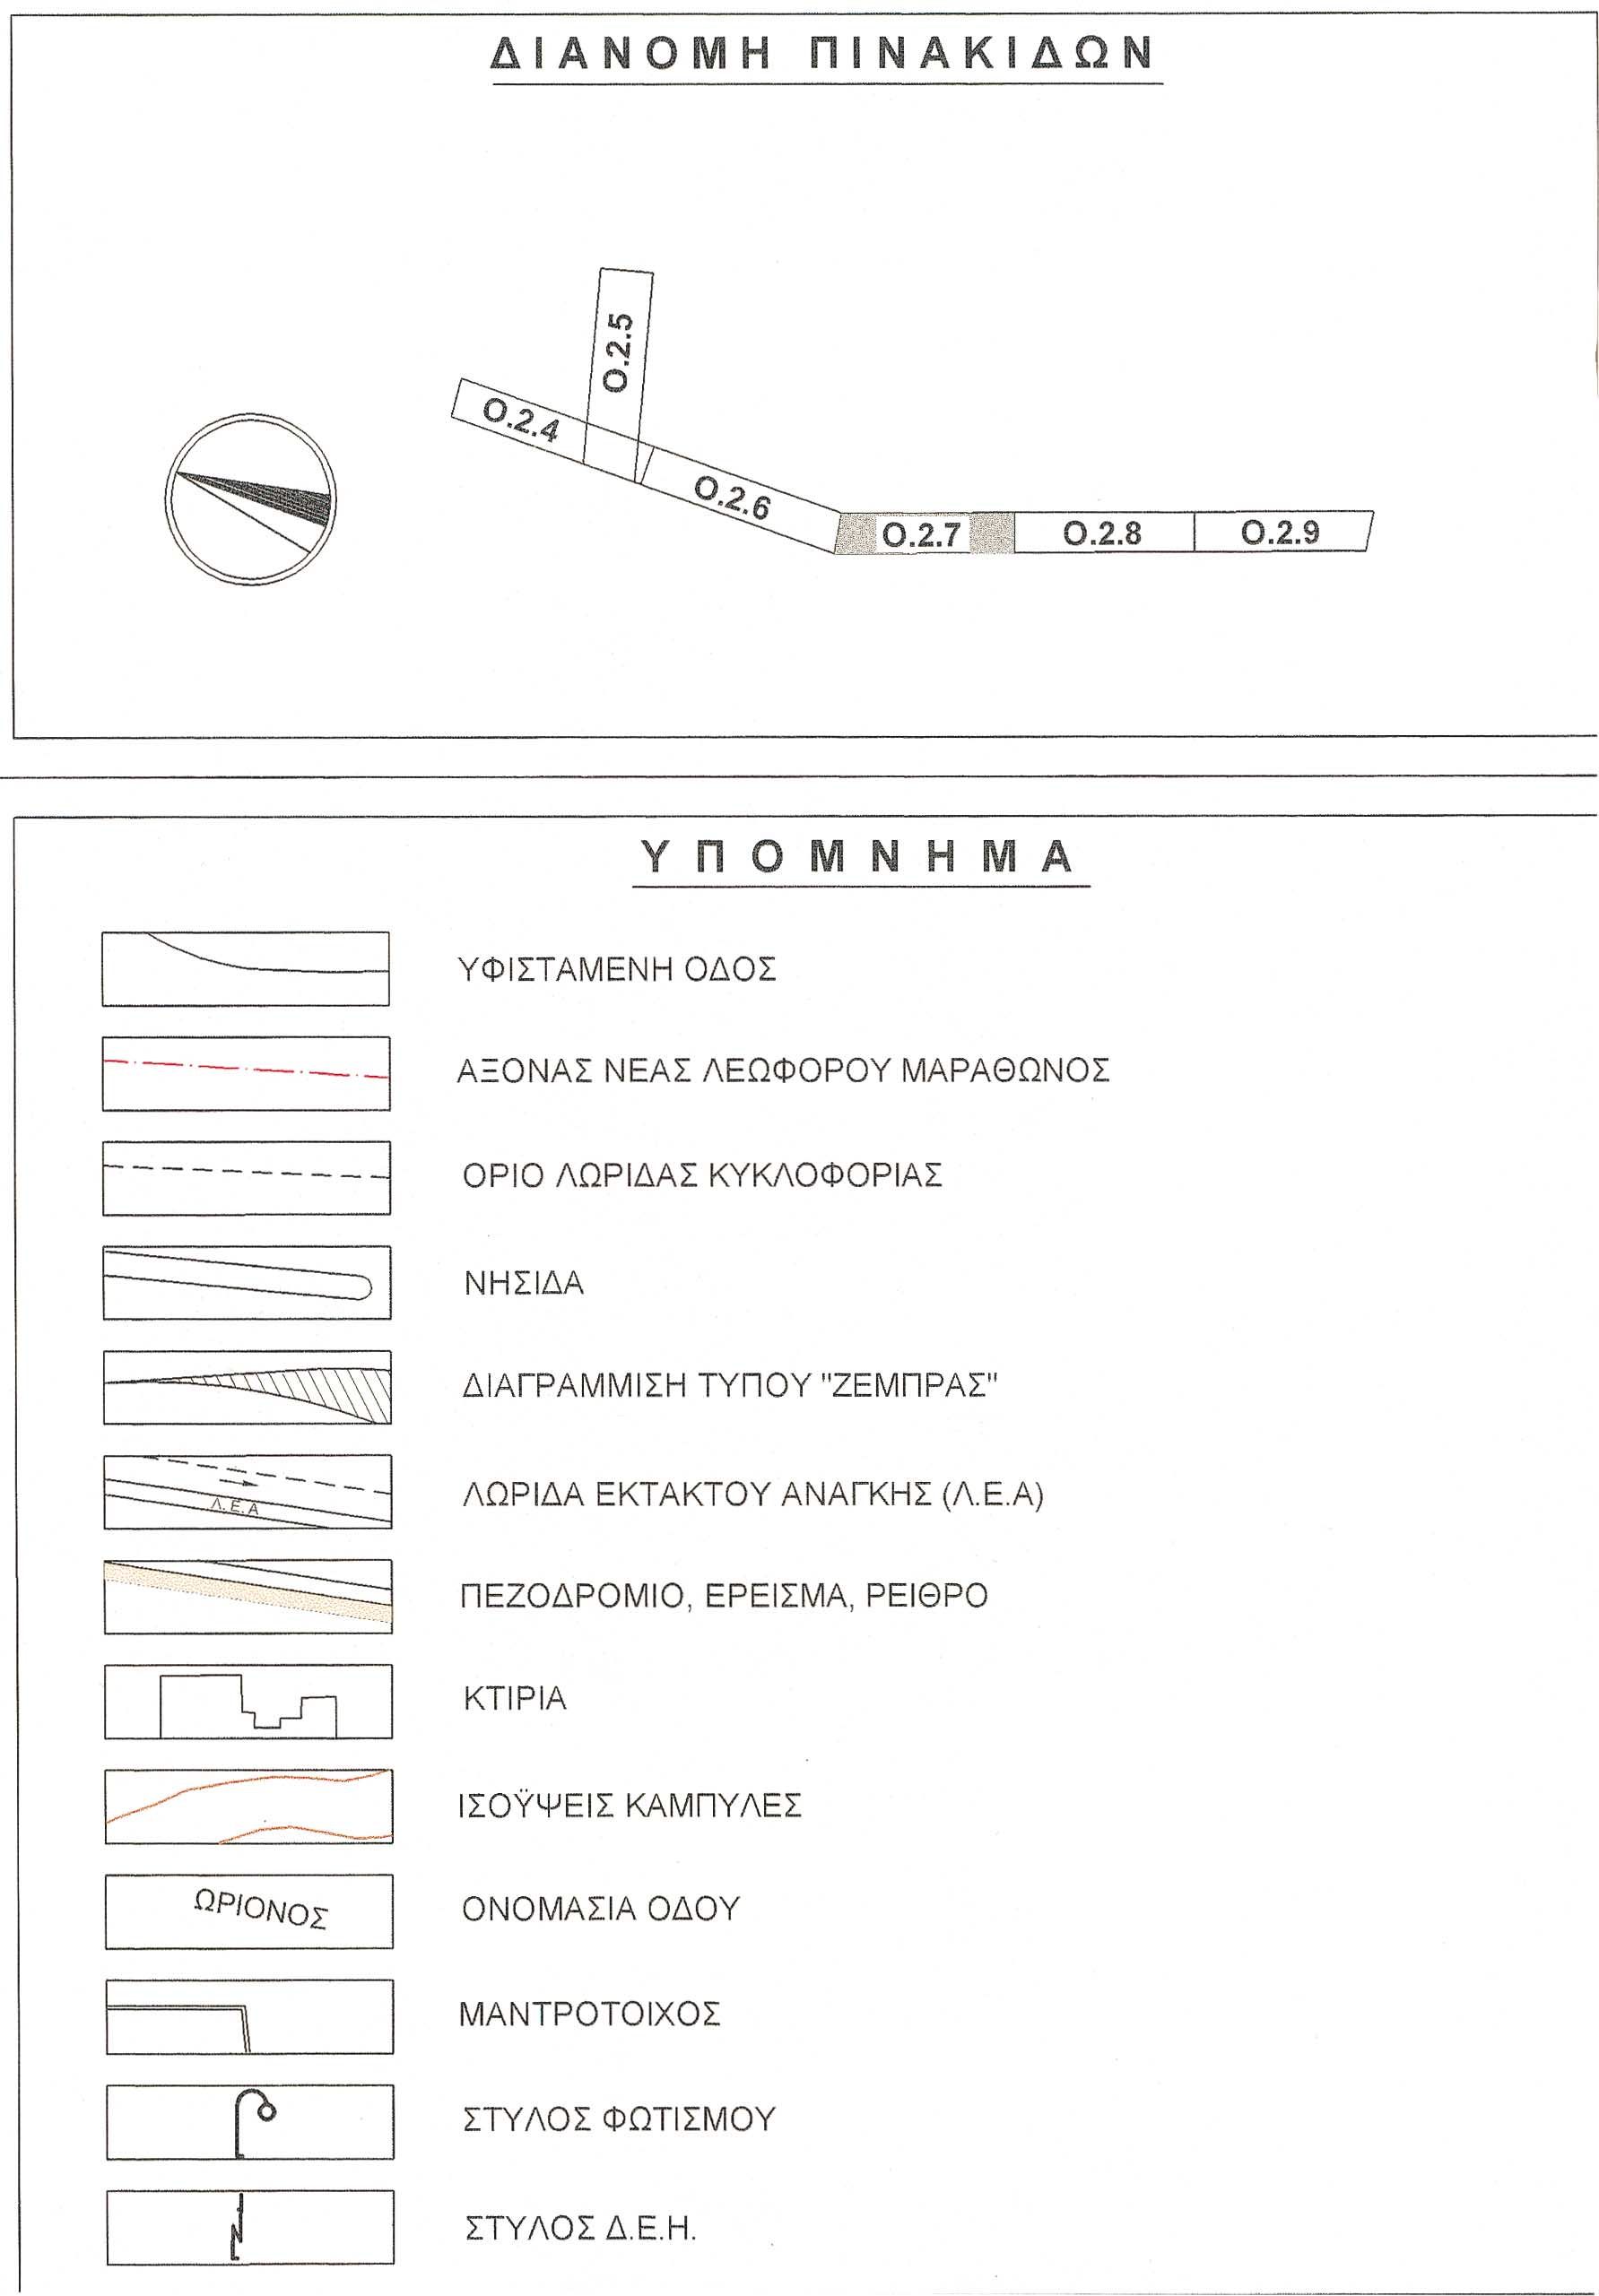 ΔΙΑΝΟΜΗ ΠΙΝΑΚΙΔΩΝ
Ο.2.5
Ο.2.4
Ο.2.6
Ο.2.7
Ο.2.8
Ο.2.9
ΥΠΟΜΝΗΜΑ
ΥΦΙΣΤΑΜΕΝΗ ΟΔΟΣ
ΑΞΟΝΑΣ ΝΕΑΣ ΛΕΩΦΟΡΟΥ ΜΑΡΑΘΩΝΟΣ
ΟΡΙΟ ΛΩΡΙΔΑΣ ΚΥΚΛΟΦΟΡΙΑΣ
ΝΗΣΙΔΑ
ΔΙΑΓΡΑΜΜΙΣΗ ΤΥΠΟΥ "ΖΕΜΠΡΑΣ"
Λ.Ε.Α
ΛΩΡΙΔΑ ΕΚΤΑΚΤΟΥ ΑΝΑΓΚΗΣ (Λ.Ε.Α)
ΠΕΖΟΔΡΟΜΙΟ, ΕΡΕΙΣΜΑ, ΡΕΙΘΡΟ
ΚΤΙΡΙΑ
ΙΣΟΫΨΕΙΣ ΚΑΜΠΥΛΕΣ
ΩΡΙΟΝΟΣ
ΟΝΟΜΑΣΙΑ ΟΔΟΥ
ΜΑΝΤΡΟΤΟΙΧΟΣ
ΣΤΥΛΟΣ ΦΩΤΙΣΜΟΥ
ΣΤΥΛΟΣ Δ.Ε.Η.